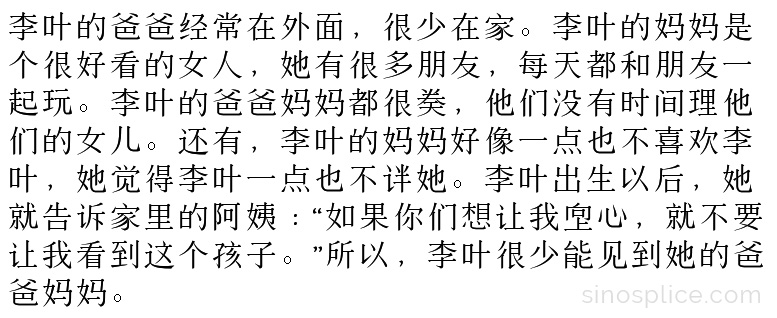 李叶的爸爸经常在外面，很少在家。李叶的妈妈是
个很好看的女人，她有很多朋友，每天都和朋友一
起玩。李叶的爸爸妈妈都很，他们没有时间理他
们的女儿。还有，李叶的妈妈好像一点也不喜欢李
叶，她觉得李叶一点也不她。李叶出生以后，她
就告诉家里的阿姨：“如果你们想让我心，就不要
让我看到这个孩子。”所以，李叶很少能见到她的爸
爸妈妈。
sinosplice.com